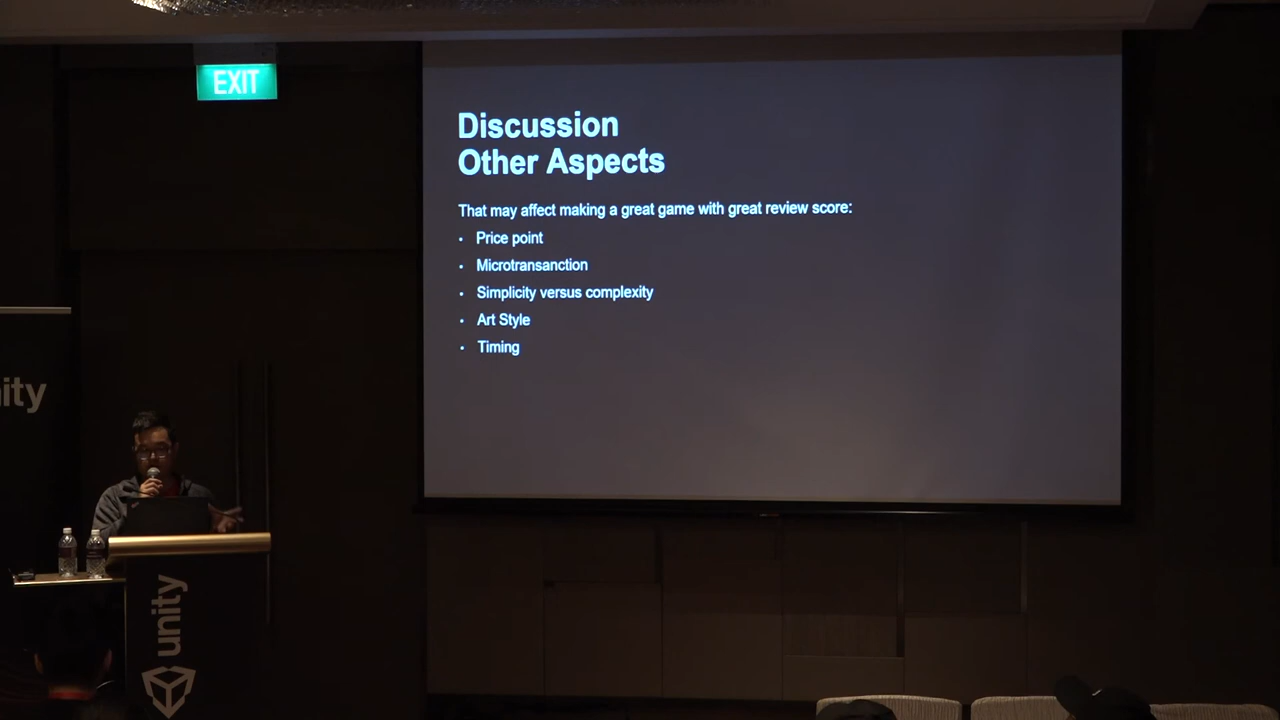 EXIT
Discussion
Other Aspects
That may affect making a great game with great review score:
• Price point
• Microtransanction
• Simplicity versus complexity
• Art Style
• Timing
ity
unity